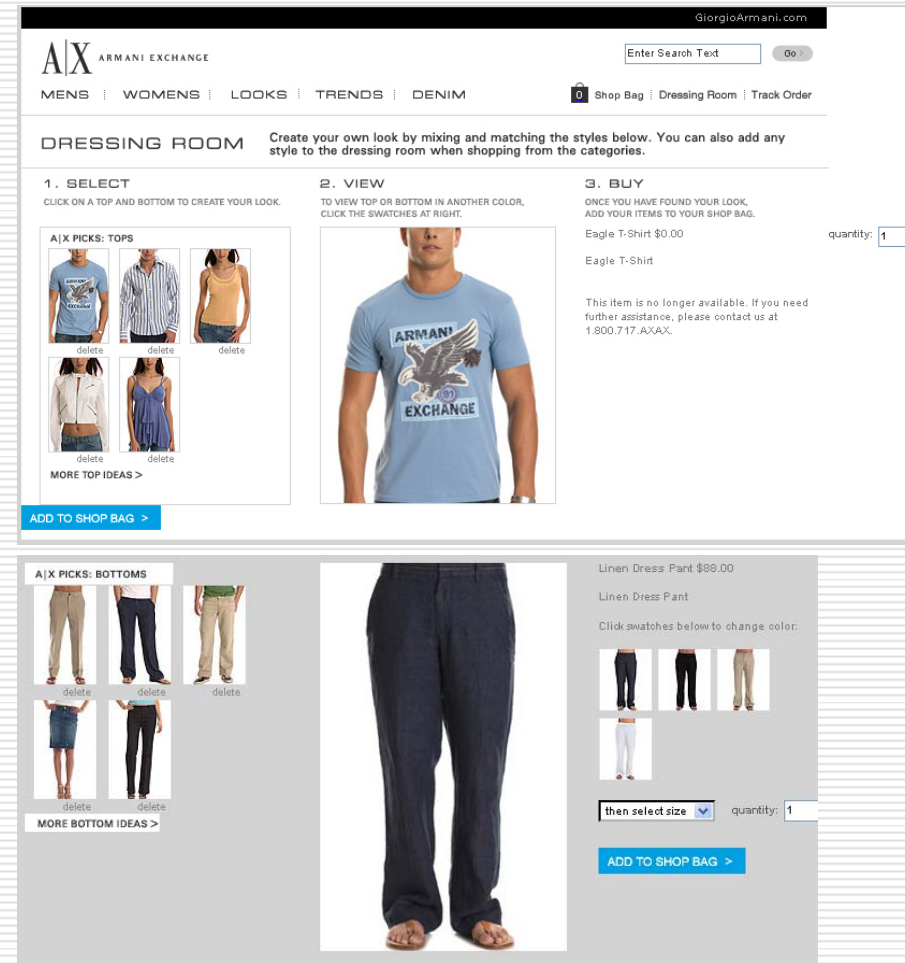 GiorgioArmani.com
A|X ARMANI EXCHANGE
Enter Search Text
Go >
MENS | WOMENS | LOOKS | TRENDS | DENIM
0 Shop Bag | Dressing Room | Track Order
DRESSING ROOM
Create your own look by mixing and matching the styles below. You can also add any
style to the dressing room when shopping from the categories.
1. SELECT
CLICK ON A TOP AND BOTTOM TO CREATE YOUR LOOK.
A|X PICKS: TOPS
delete
delete
delete
delete
delete
MORE TOP IDEAS >
ADD TO SHOP BAG >
2. VIEW
TO VIEW TOP OR BOTTOM IN ANOTHER COLOR,
CLICK THE SWATCHES AT RIGHT.
ARMANI
91
EXCHANGE
3. BUY
ONCE YOU HAVE FOUND YOUR LOOK,
ADD YOUR ITEMS TO YOUR SHOP BAG.
Eagle T-Shirt $0.00
quantity: 1
Eagle T-Shirt
This item is no longer available. If you need
further assistance, please contact us at
1.800.717.AXAX.
A|X PICKS: BOTTOMS
delete
delete
delete
delete
delete
MORE BOTTOM IDEAS >
Linen Dress Pant $88.00
Linen Dress Pant
Click swatches below to change color:
then select size
quantity: 1
ADD TO SHOP BAG >